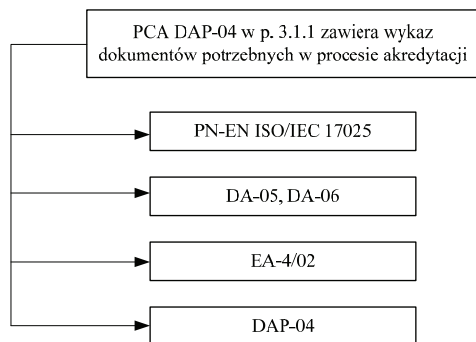 PCA DAP-04 w p. 3.1.1 zawiera wykaz
dokumentów potrzebnych w procesie akredytacji
PN-EN ISO/IEC 17025
DA-05, DA-06
EA-4/02
DAP-04